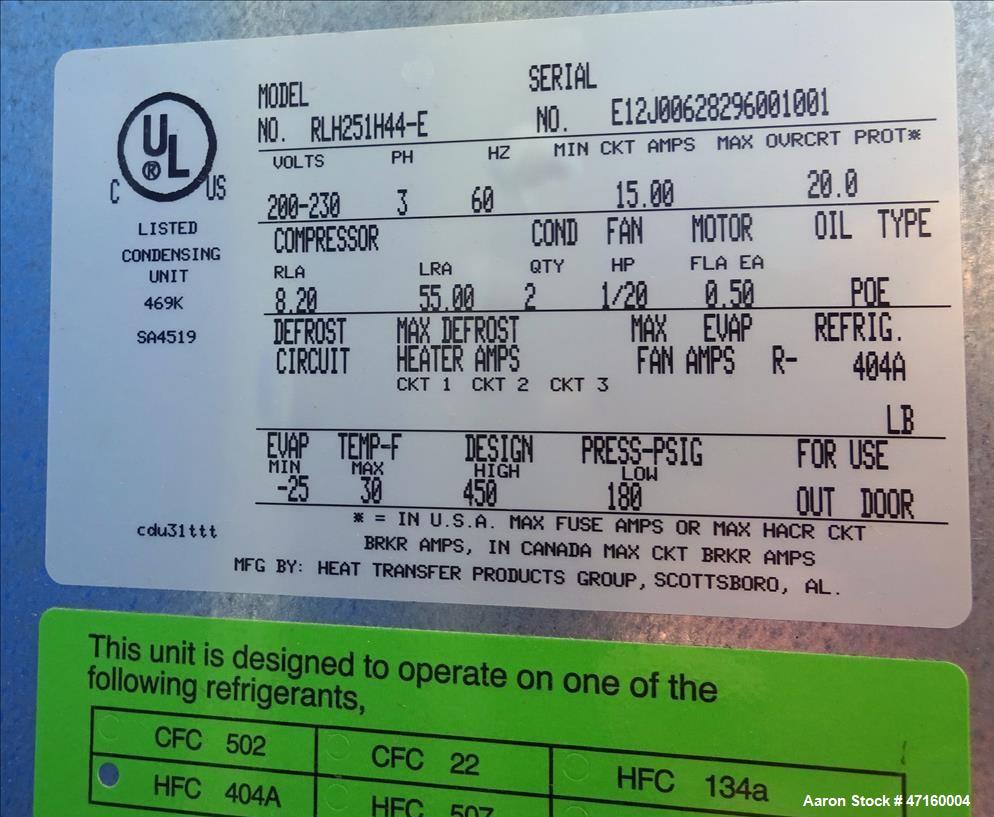 UL
®
C US
LISTED
CONDENSING
UNIT
469K
SA4519
cdu31ttt
MODEL SERIAL
NO. RLH251H44-E NO. E12J00628296001001
VOLTS PH HZ MIN CKT AMPS MAX OVRCRT PROT*
200-230 3 60 15.00 20.0
COMPRESSOR COND FAN MOTOR OIL TYPE
RLA LRA QTY HP FLA EA
8.20 55.00 2 1/20 0.50 POE
DEFROST MAX DEFROST MAX EVAP REFRIG.
CIRCUIT HEATER AMPS FAN AMPS R- 404A
CKT 1 CKT 2 CKT 3
LB
EVAP TEMP-F DESIGN PRESS-PSIG FOR USE
MIN MAX HIGH LOW
-25 30 450 180 OUT DOOR
* = IN U.S.A. MAX FUSE AMPS OR MAX HACR CKT
BRKR AMPS, IN CANADA MAX CKT BRKR AMPS
MFG BY: HEAT TRANSFER PRODUCTS GROUP, SCOTTSBORO, AL.
This unit is designed to operate on one of the
following refrigerants,
CFC 502 CFC 22 HFC 134a
HFC 404A HFC 507
Aaron Stock # 47160004